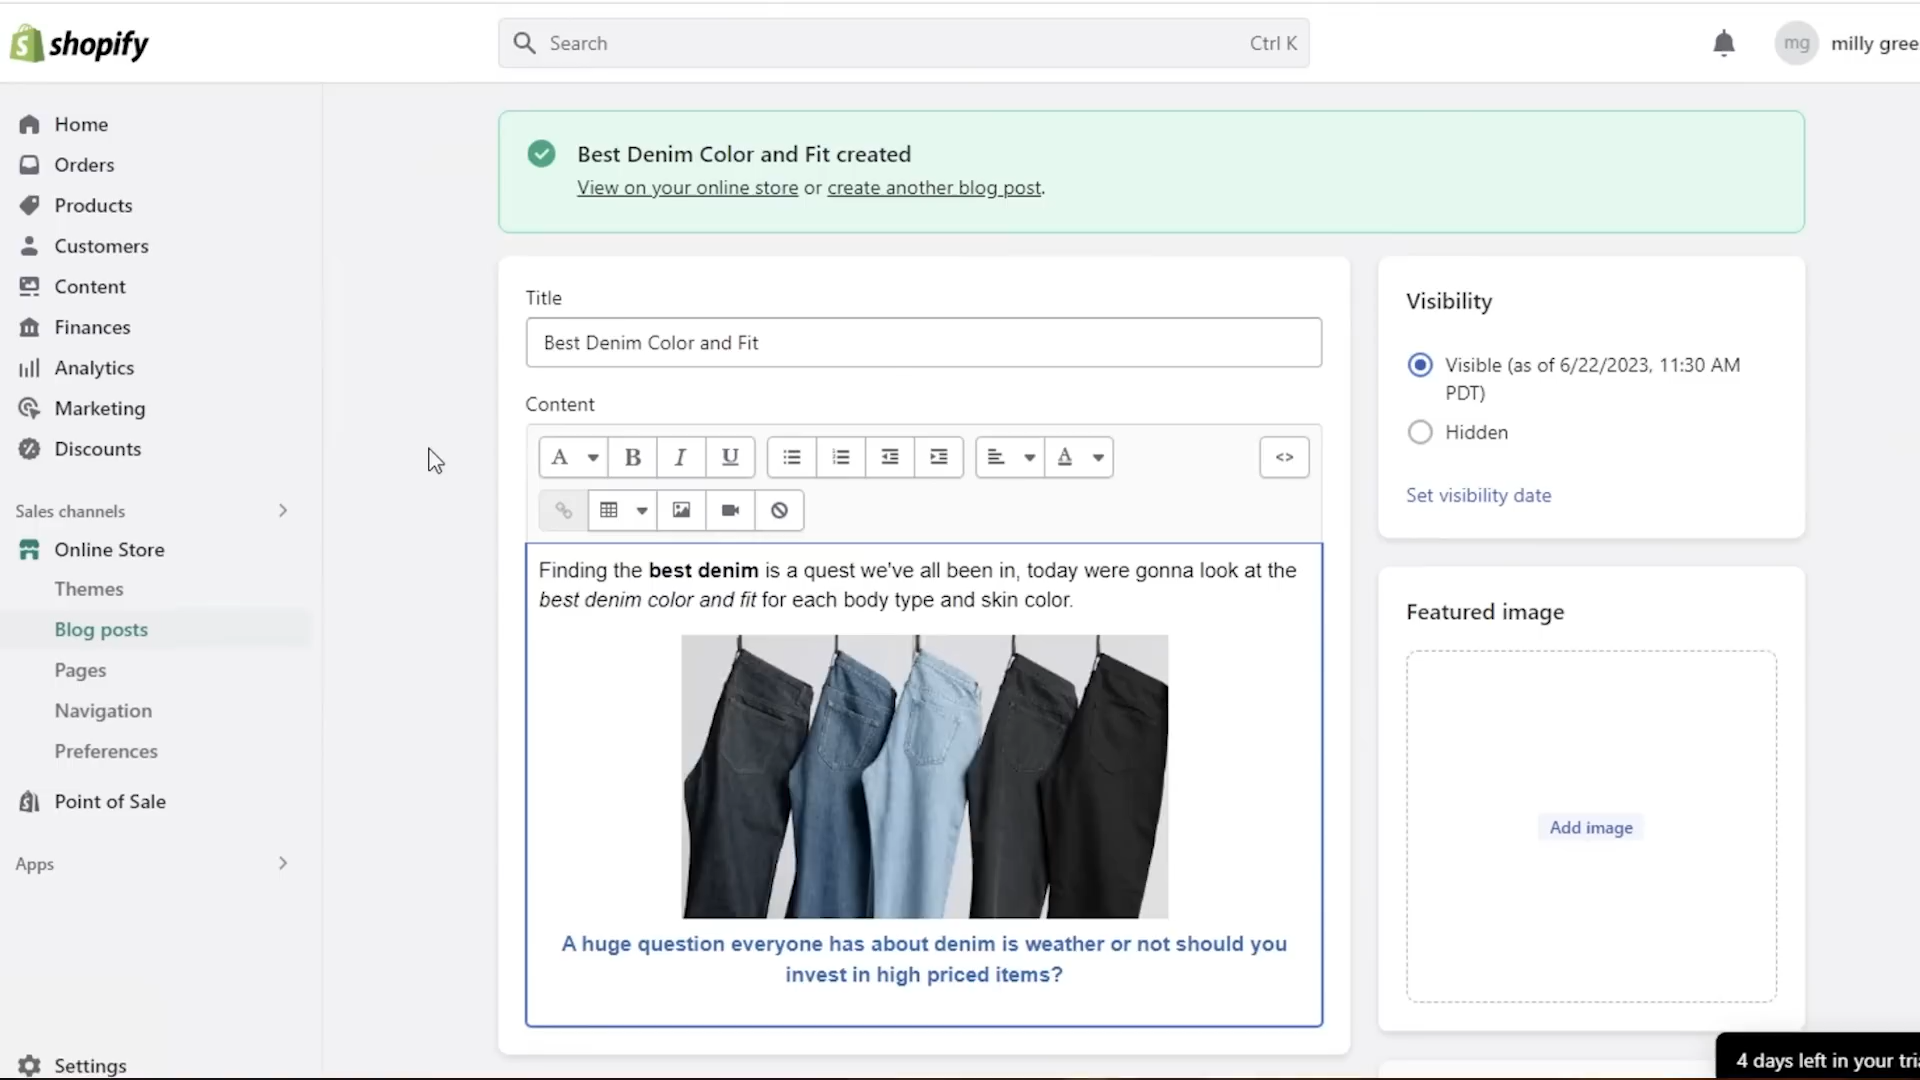 shopify
Search
Ctrl K
mg
milly gree
Home
Orders
Products
Customers
Content
Finances
Analytics
Marketing
Discounts
Sales channels
Online Store
Themes
Blog posts
Pages
Navigation
Preferences
Point of Sale
Apps
Settings
Best Denim Color and Fit created
View on your online store or create another blog post.
Title
Best Denim Color and Fit
Content
A
B
I
U
A
<>
Finding the best denim is a quest we've all been in, today were gonna look at the
best denim color and fit for each body type and skin color.
A huge question everyone has about denim is weather or not should you
invest in high priced items?
Visibility
Visible (as of 6/22/2023, 11:30 AM
PDT)
Hidden
Set visibility date
Featured image
Add image
4 days left in your tria